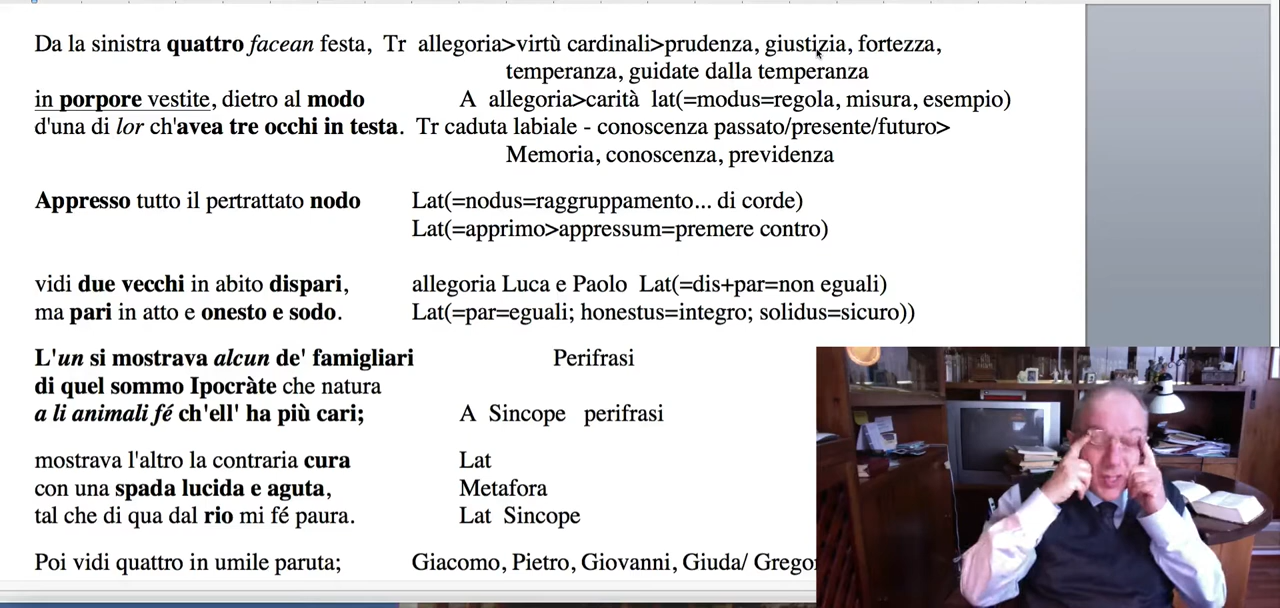 Da la sinistra quattro facean festa, Tr allegoria>virtù cardinali>prudenza, giustizia, fortezza,
temperanza, guidate dalla temperanza
in porpore vestite, dietro al modo A allegoria>carità lat(=modus=regola, misura, esempio)
d'una di lor ch'avea tre occhi in testa. Tr caduta labiale - conoscenza passato/presente/futuro>
Memoria, conoscenza, previdenza
Appresso tutto il pertrattato nodo Lat(=nodus=raggruppamento... di corde)
Lat(=apprimo>appressum=premere contro)
vidi due vecchi in abito dispari, allegoria Luca e Paolo Lat(=dis+par=non eguali)
ma pari in atto e onesto e sodo. Lat(=par=eguali; honestus=integro; solidus=sicuro))
L'un si mostrava alcun de' famigliari Perifrasi
di quel sommo Ipocràte che natura
a li animali fé ch'ell' ha più cari; A Sincope perifrasi
mostrava l'altro la contraria cura Lat
con una spada lucida e aguta, Metafora
tal che di qua dal rio mi fé paura. Lat Sincope
Poi vidi quattro in umile paruta; Giacomo, Pietro, Giovanni, Giuda/